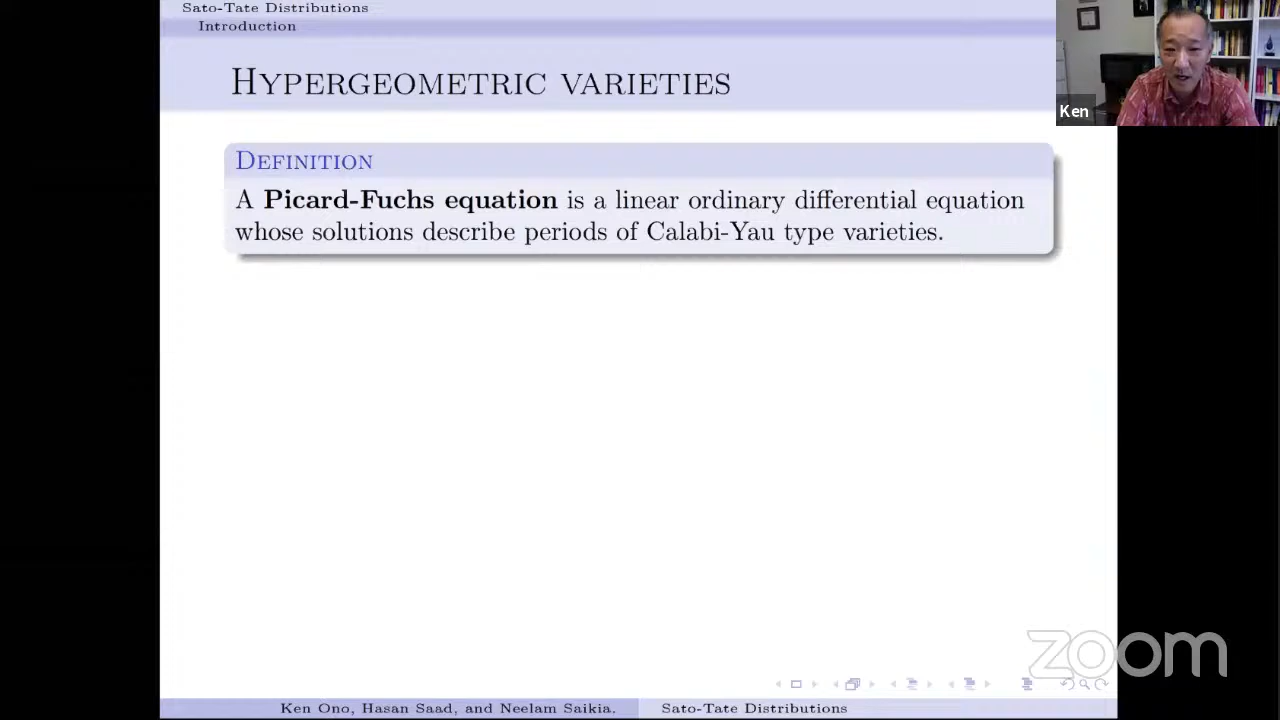 Sato-Tate Distributions
Introduction
Hypergeometric varieties
Definition
A Picard-Fuchs equation is a linear ordinary differential equation
whose solutions describe periods of Calabi-Yau type varieties.
Ken
zoom
Ken Ono, Hasan Saad, and Neelam Saikia.
Sato-Tate Distributions